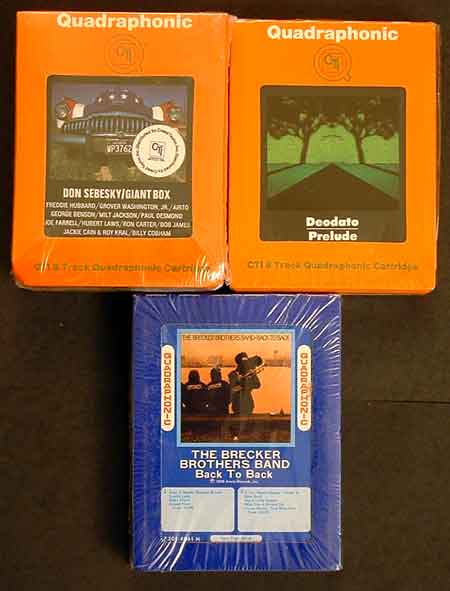 Quadraphonic
CTI
WP3762
CTI
DON SEBESKY/GIANT BOX
FREDDIE HUBBARD/GROVER WASHINGTON, JR./AIRTO
GEORGE BENSON/MILT JACKSON/PAUL DESMOND
JOE FARRELL/HUBERT LAWS/RON CARTER/BOB JAMES
JACKIE CAIN & ROY KRAL/BILLY COBHAM
CTI 8 Track Quadraphonic Cartridge
Quadraphonic
CTI
Deodato
Prelude
CTI 8 Track Quadraphonic Cartridge
THE BRECKER BROTHERS BAND·BACK TO BACK
QUADRAPHONIC
QUADRAPHONIC
THE BRECKER
BROTHERS BAND
Back To Back